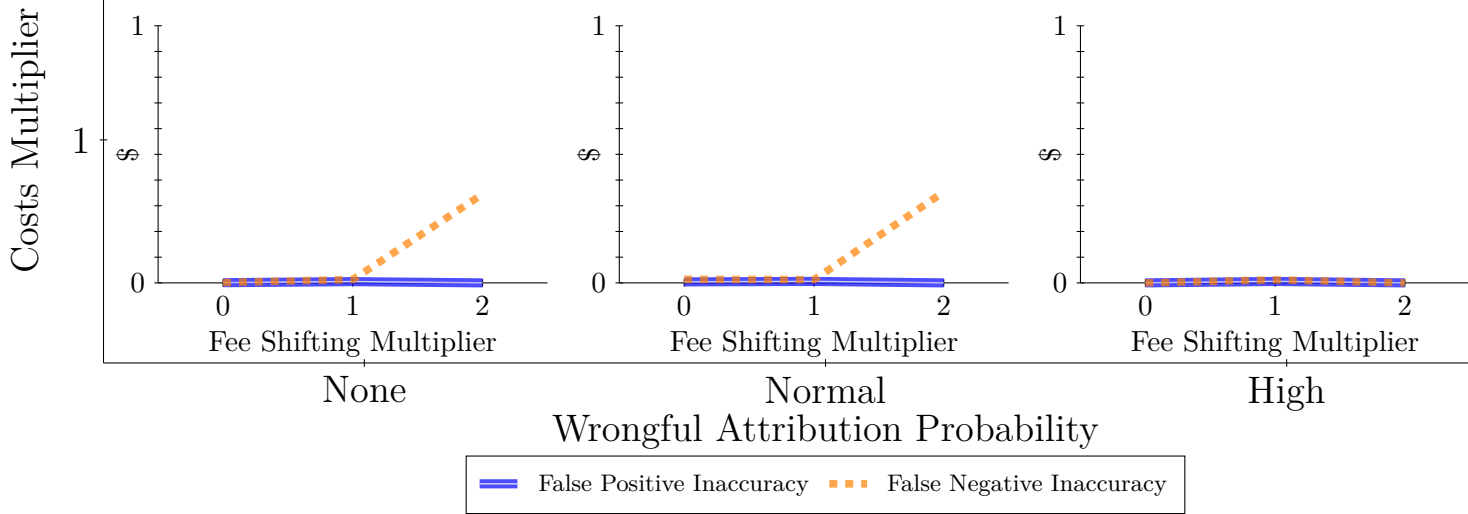 Costs Multiplier
1
1
$
0
0 1 2
Fee Shifting Multiplier
1
$
0
0 1 2
Fee Shifting Multiplier
1
$
0
0 1 2
Fee Shifting Multiplier
None
Normal
High
Wrongful Attribution Probability
False Positive Inaccuracy
False Negative Inaccuracy